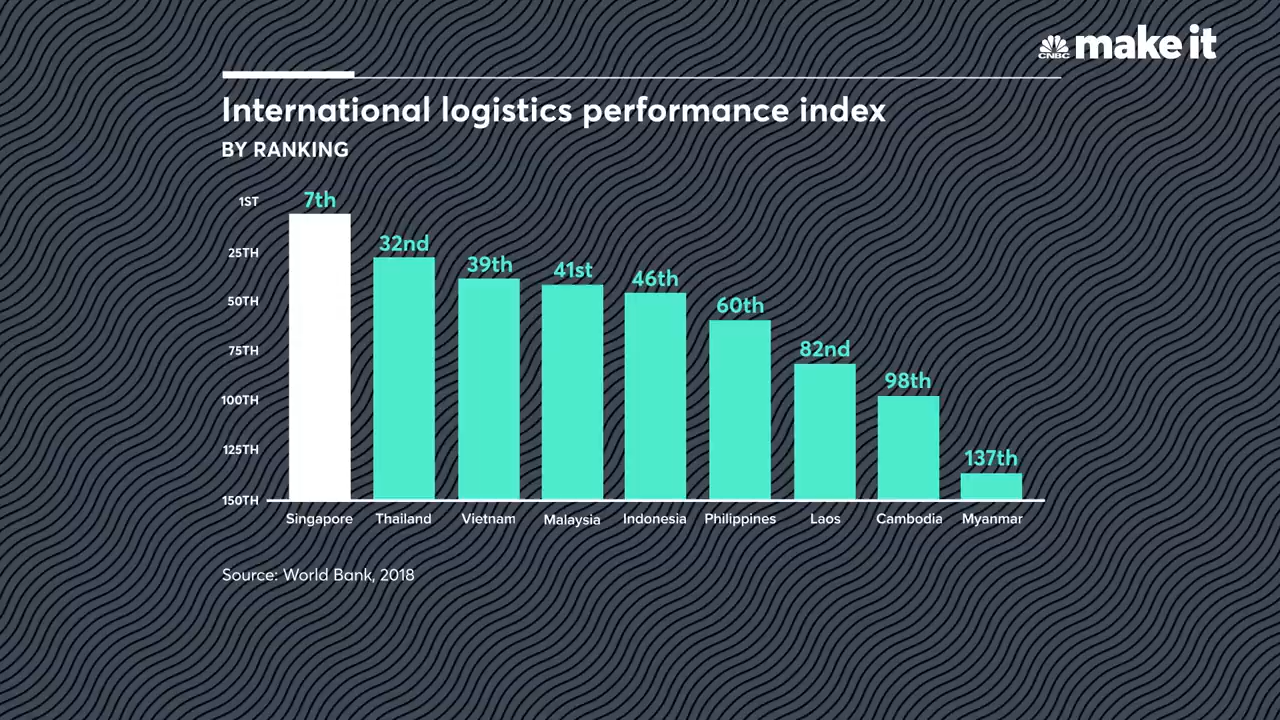 CNBC make it
International logistics performance index
BY RANKING
1ST
25TH
50TH
75TH
100TH
125TH
150TH
7th
32nd
39th
41st
46th
60th
82nd
98th
137th
Singapore Thailand Vietnam Malaysia Indonesia Philippines Laos Cambodia Myanmar
Source: World Bank, 2018